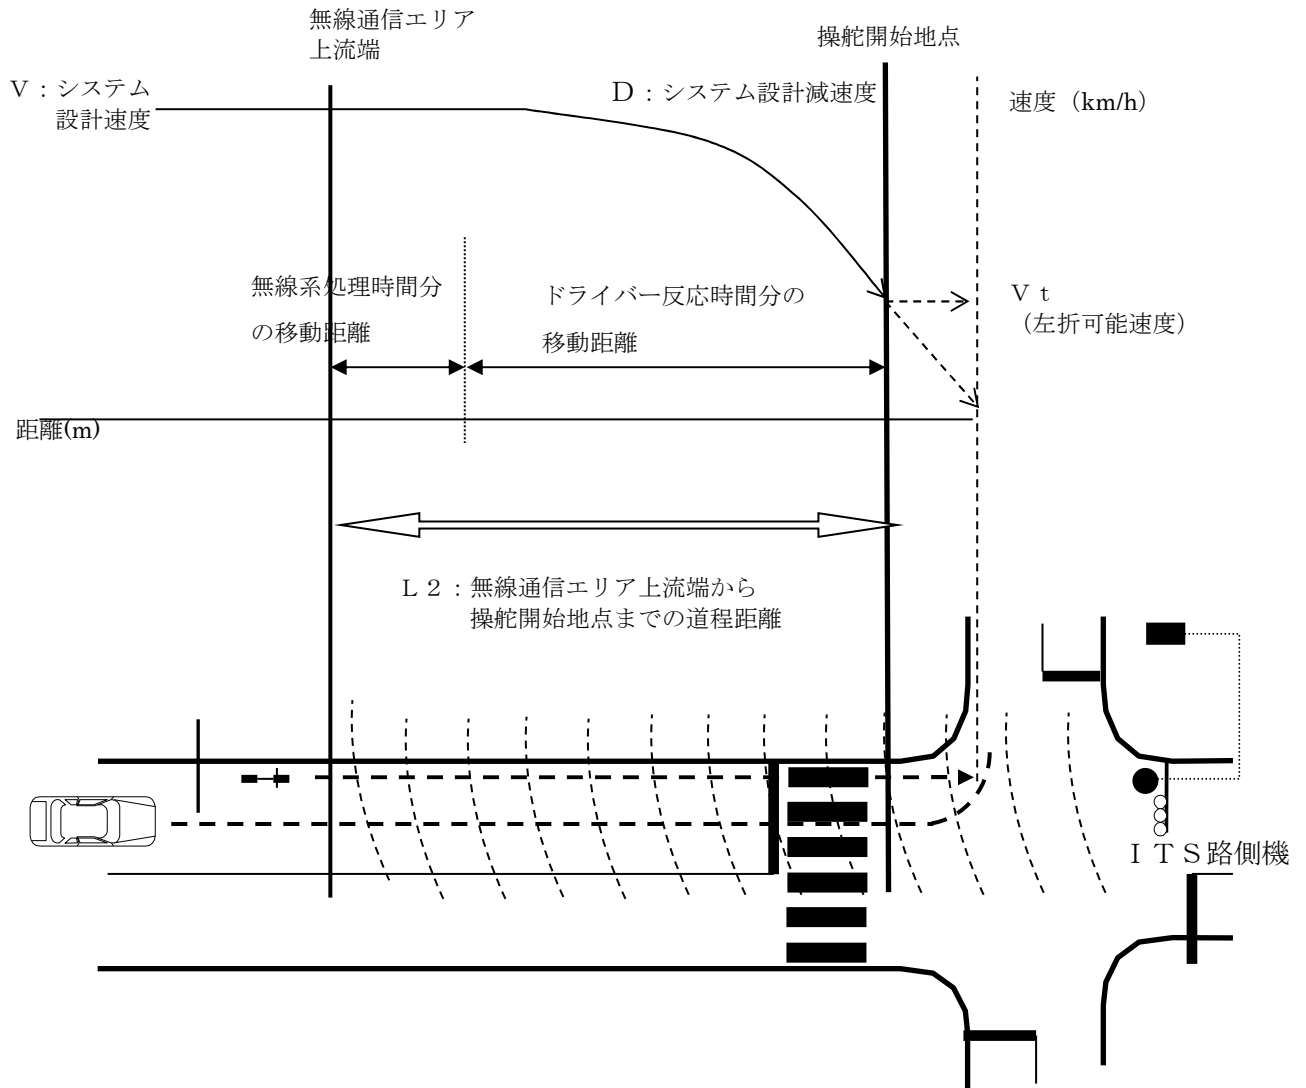 無線通信エリア
上流端
操舵開始地点
V：システム
設計速度
D：システム設計減速度
速度（km/h）
無線系処理時間分
の移動距離
ドライバー反応時間分の
移動距離
Vt
（左折可能速度）
距離(m)
L2：無線通信エリア上流端から
操舵開始地点までの道程距離
ITS路側機